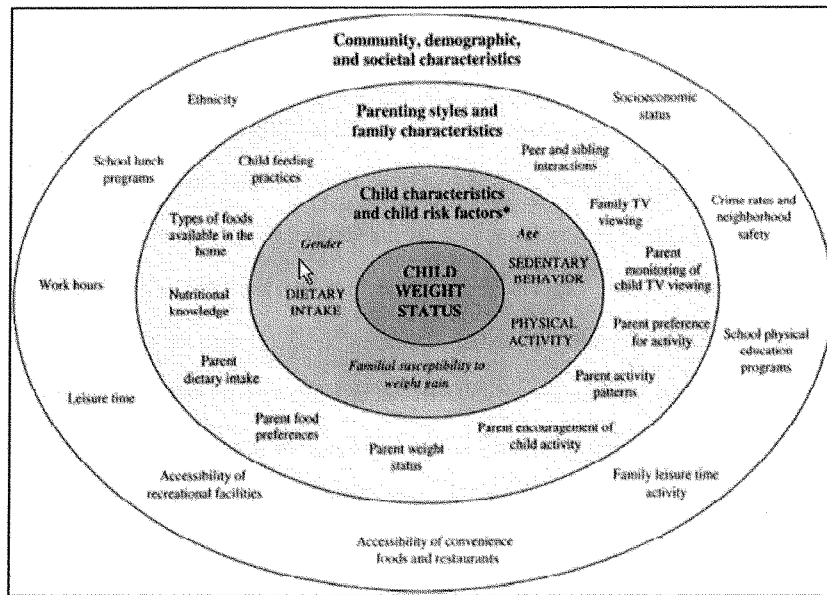 Community, demographic,
and societal characteristics
Ethnicity
Socioeconomic
status
Parenting styles and
family characteristics
School lunch
programs
Child feeding
practices
Peer and sibling
interactions
Child characteristics
and child risk factors*
Family TV
viewing
Crime rates and
neighborhood
safety
Types of foods
available in the
home
Gender
Age
Work hours
Nutritional
knowledge
DIETARY
INTAKE
CHILD
WEIGHT
STATUS
SEDENTARY
BEHAVIOR
Parent
monitoring of
child TV viewing
PHYSICAL
ACTIVITY
Parent preference
for activity
School physical
education
programs
Leisure time
Parent
dietary intake
Familial susceptibility to
weight gain
Parent activity
patterns
Parent food
preferences
Parent weight
status
Parent encouragement of
child activity
Accessibility of
recreational facilities
Family leisure time
activity
Accessibility of convenience
foods and restaurants